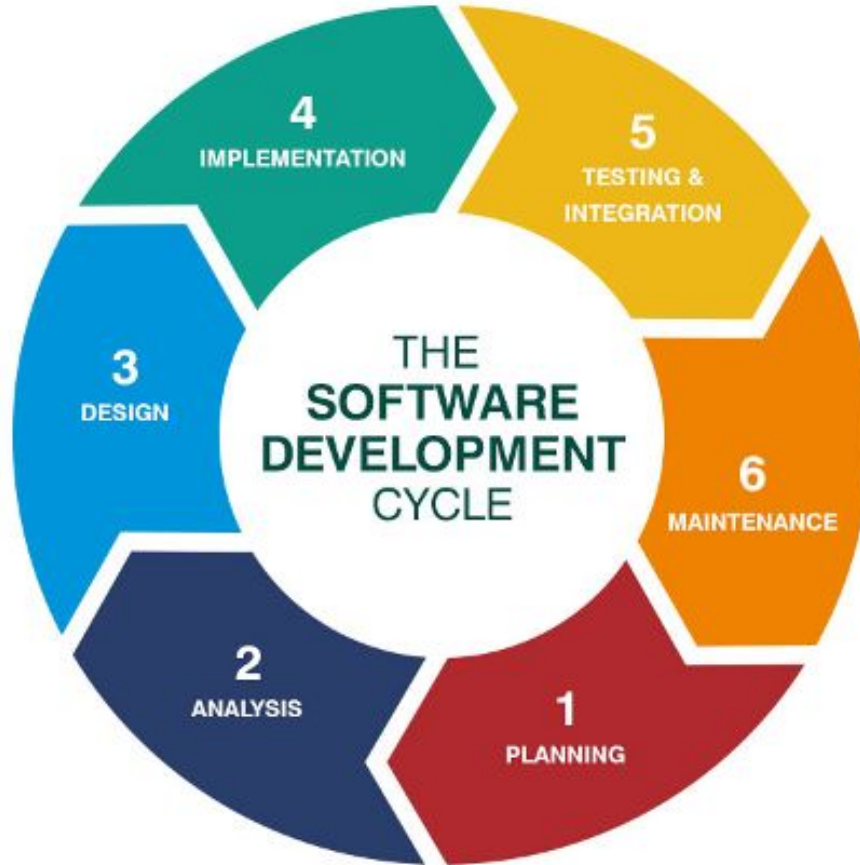 4
IMPLEMENTATION
5
TESTING &
INTEGRATION
3
DESIGN
THE
SOFTWARE
DEVELOPMENT
CYCLE
6
MAINTENANCE
2
ANALYSIS
1
PLANNING